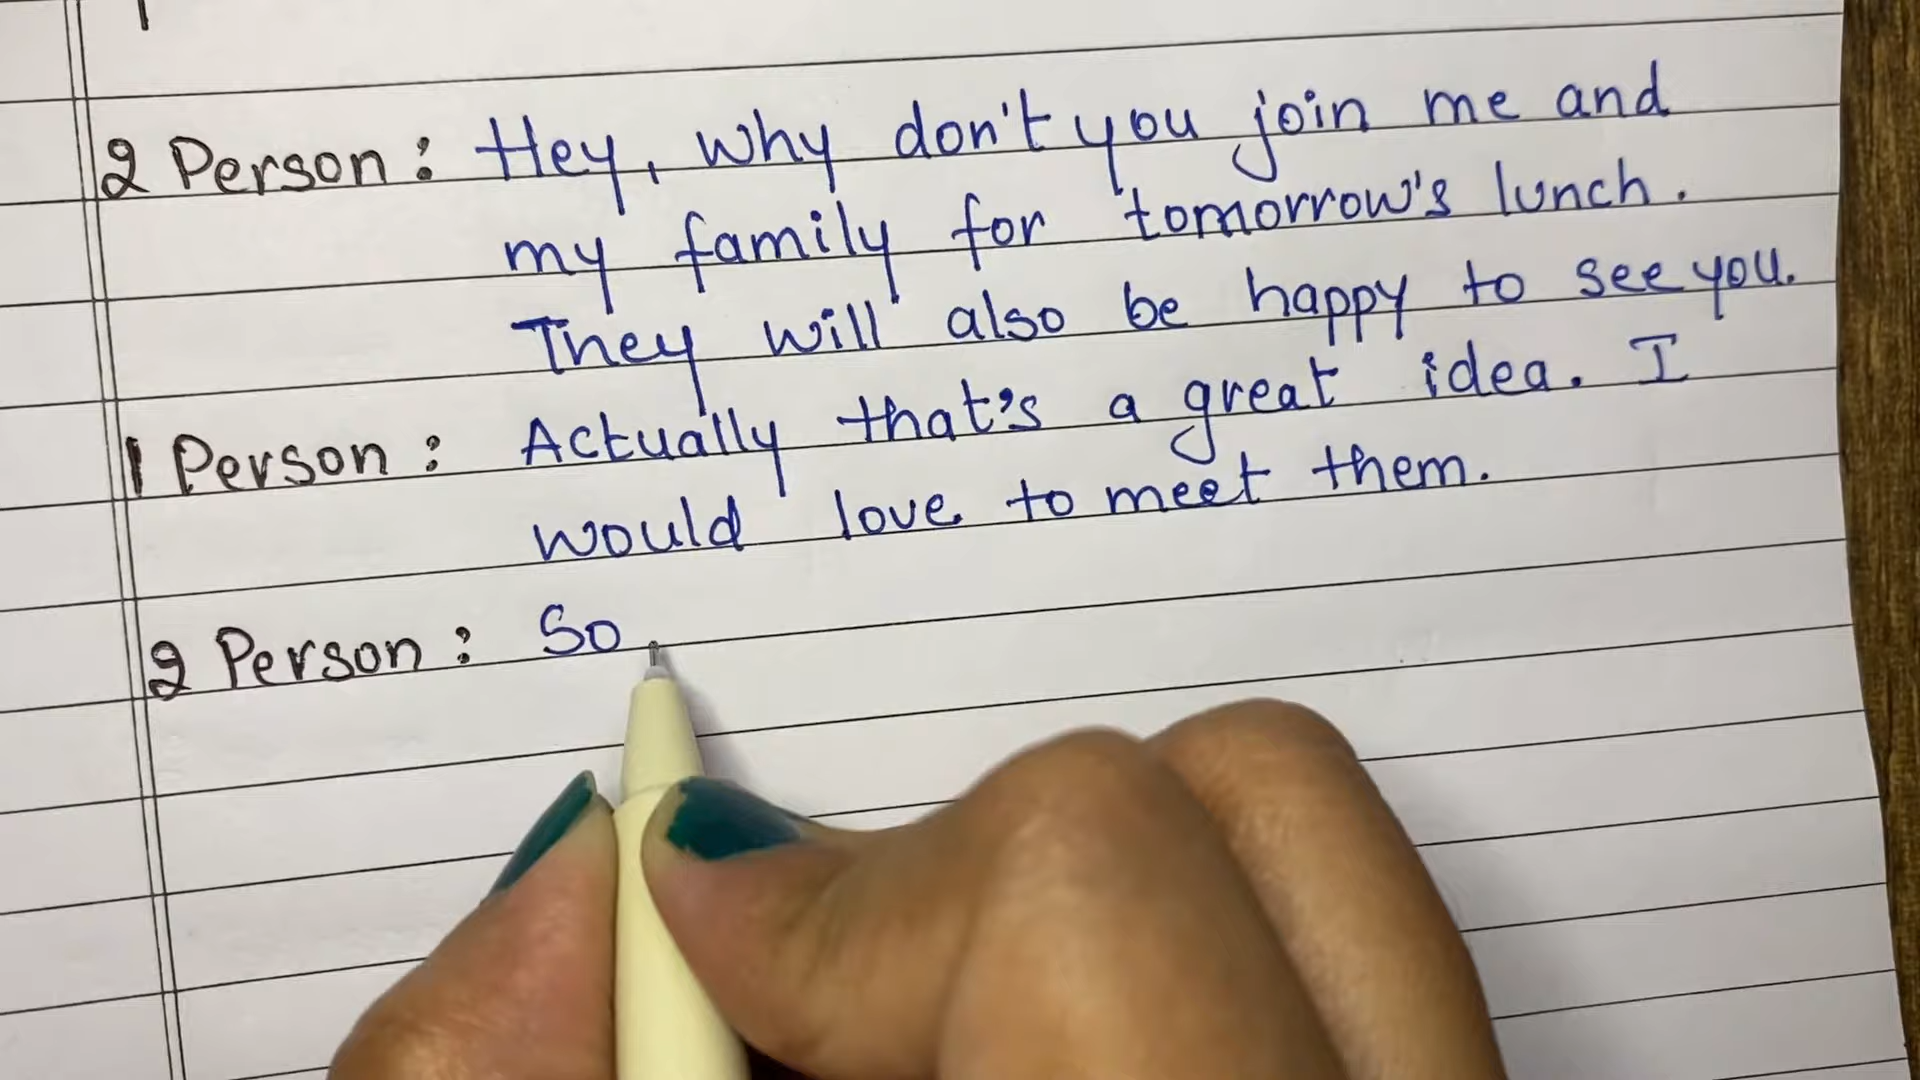 2 Person: Hey, why don't you join me and
my family for tomorrow's lunch.
They will also be happy to see you.
1 Person: Actually that's a great idea. I
would love to meet them.
2 Person: So